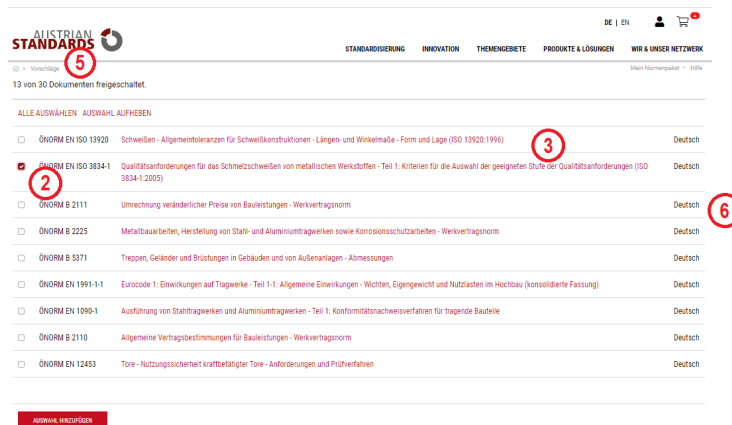 DE | EN
4
AUSTRIAN
STANDARDS
STANDARDISIERUNG INNOVATION THEMENGEBIETE PRODUKTE & LÖSUNGEN WIR & UNSER NETZWERK
Vorschläge
Mein Normenpaket Hilfe
5
13 von 30 Dokumenten freigeschaltet.
ALLE AUSWÄHLEN AUSWAHL AUFHEBEN
ÖNORM EN ISO 13920 Schweißen - Allgemeintoleranzen für Schweißkonstruktionen - Längen- und Winkelmaße - Form und Lage (ISO 13920:1996) Deutsch
3
ÖNORM EN ISO 3834-1 Qualitätsanforderungen für das Schmelzschweißen von metallischen Werkstoffen - Teil 1: Kriterien für die Auswahl der geeigneten Stufe der Qualitätsanforderungen (ISO Deutsch
3834-1:2005)
2
ÖNORM B 2111 Umrechnung veränderlicher Preise von Bauleistungen - Werkvertragsnorm Deutsch
6
ÖNORM B 2225 Metallbauarbeiten, Herstellung von Stahl- und Aluminiumtragwerken sowie Korrosionsschutzarbeiten - Werkvertragsnorm Deutsch
ÖNORM B 5371 Treppen, Geländer und Brüstungen in Gebäuden und von Außenanlagen - Abmessungen Deutsch
ÖNORM EN 1991-1-1 Eurocode 1: Einwirkungen auf Tragwerke - Teil 1-1: Allgemeine Einwirkungen - Wichten, Eigengewicht und Nutzlasten im Hochbau (konsolidierte Fassung) Deutsch
ÖNORM EN 1090-1 Ausführung von Stahltragwerken und Aluminiumtragwerken - Teil 1: Konformitätsnachweisverfahren für tragende Bauteile Deutsch
ÖNORM B 2110 Allgemeine Vertragsbestimmungen für Bauleistungen - Werkvertragsnorm Deutsch
ÖNORM EN 12453 Tore - Nutzungssicherheit kraftbetätigter Tore - Anforderungen und Prüfverfahren Deutsch
AUSWAHL HINZUFÜGEN